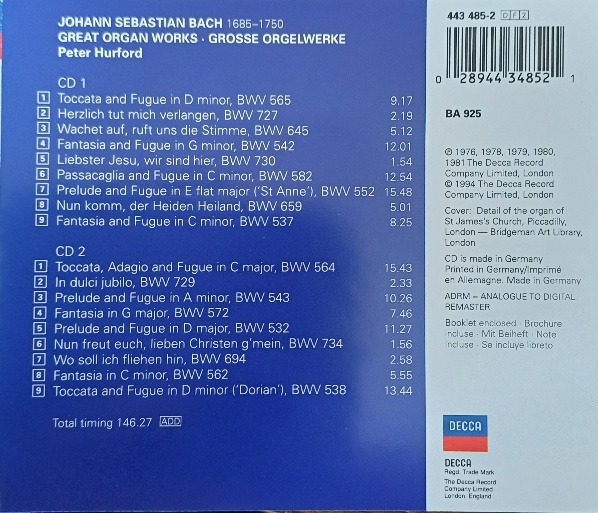 JOHANN SEBASTIAN BACH 1685–1750
GREAT ORGAN WORKS · GROSSE ORGELWERKE
Peter Hurford
CD 1
1 Toccata and Fugue in D minor, BWV 565 9.17
2 Herzlich tut mich verlangen, BWV 727 2.19
3 Wachet auf, ruft uns die Stimme, BWV 645 5.12
4 Fantasia and Fugue in G minor, BWV 542 12.01
5 Liebster Jesu, wir sind hier, BWV 730 1.54
6 Passacaglia and Fugue in C minor, BWV 582 12.54
7 Prelude and Fugue in E flat major ('St Anne'), BWV 552 15.48
8 Nun komm, der Heiden Heiland, BWV 659 5.01
9 Fantasia and Fugue in C minor, BWV 537 8.25
CD 2
1 Toccata, Adagio and Fugue in C major, BWV 564 15.43
2 In dulci jubilo, BWV 729 2.33
3 Prelude and Fugue in A minor, BWV 543 10.26
4 Fantasia in G major, BWV 572 7.46
5 Prelude and Fugue in D major, BWV 532 11.27
6 Nun freut euch, lieben Christen g'mein, BWV 734 1.56
7 Wo soll ich fliehen hin, BWV 694 2.58
8 Fantasia in C minor, BWV 562 5.55
9 Toccata and Fugue in D minor ('Dorian'), BWV 538 13.44
Total timing 146.27 ADD
443 485-2 DF2
0 28944 34852 1
BA 925
℗ 1976, 1978, 1979, 1980,
1981 The Decca Record
Company Limited, London
© 1994 The Decca Record
Company Limited, London
Cover: Detail of the organ of
St James's Church, Piccadilly,
London — Bridgeman Art Library,
London
CD is made in Germany
Printed in Germany/Imprimé
en Allemagne. Made in Germany
ADRM – ANALOGUE TO DIGITAL
REMASTER
Booklet enclosed · Brochure
incluse · Mit Beiheft · Note
incluse · Se incluye libreto
DECCA
DECCA
Regd. Trade Mark
The Decca Record
Company Limited
London, England